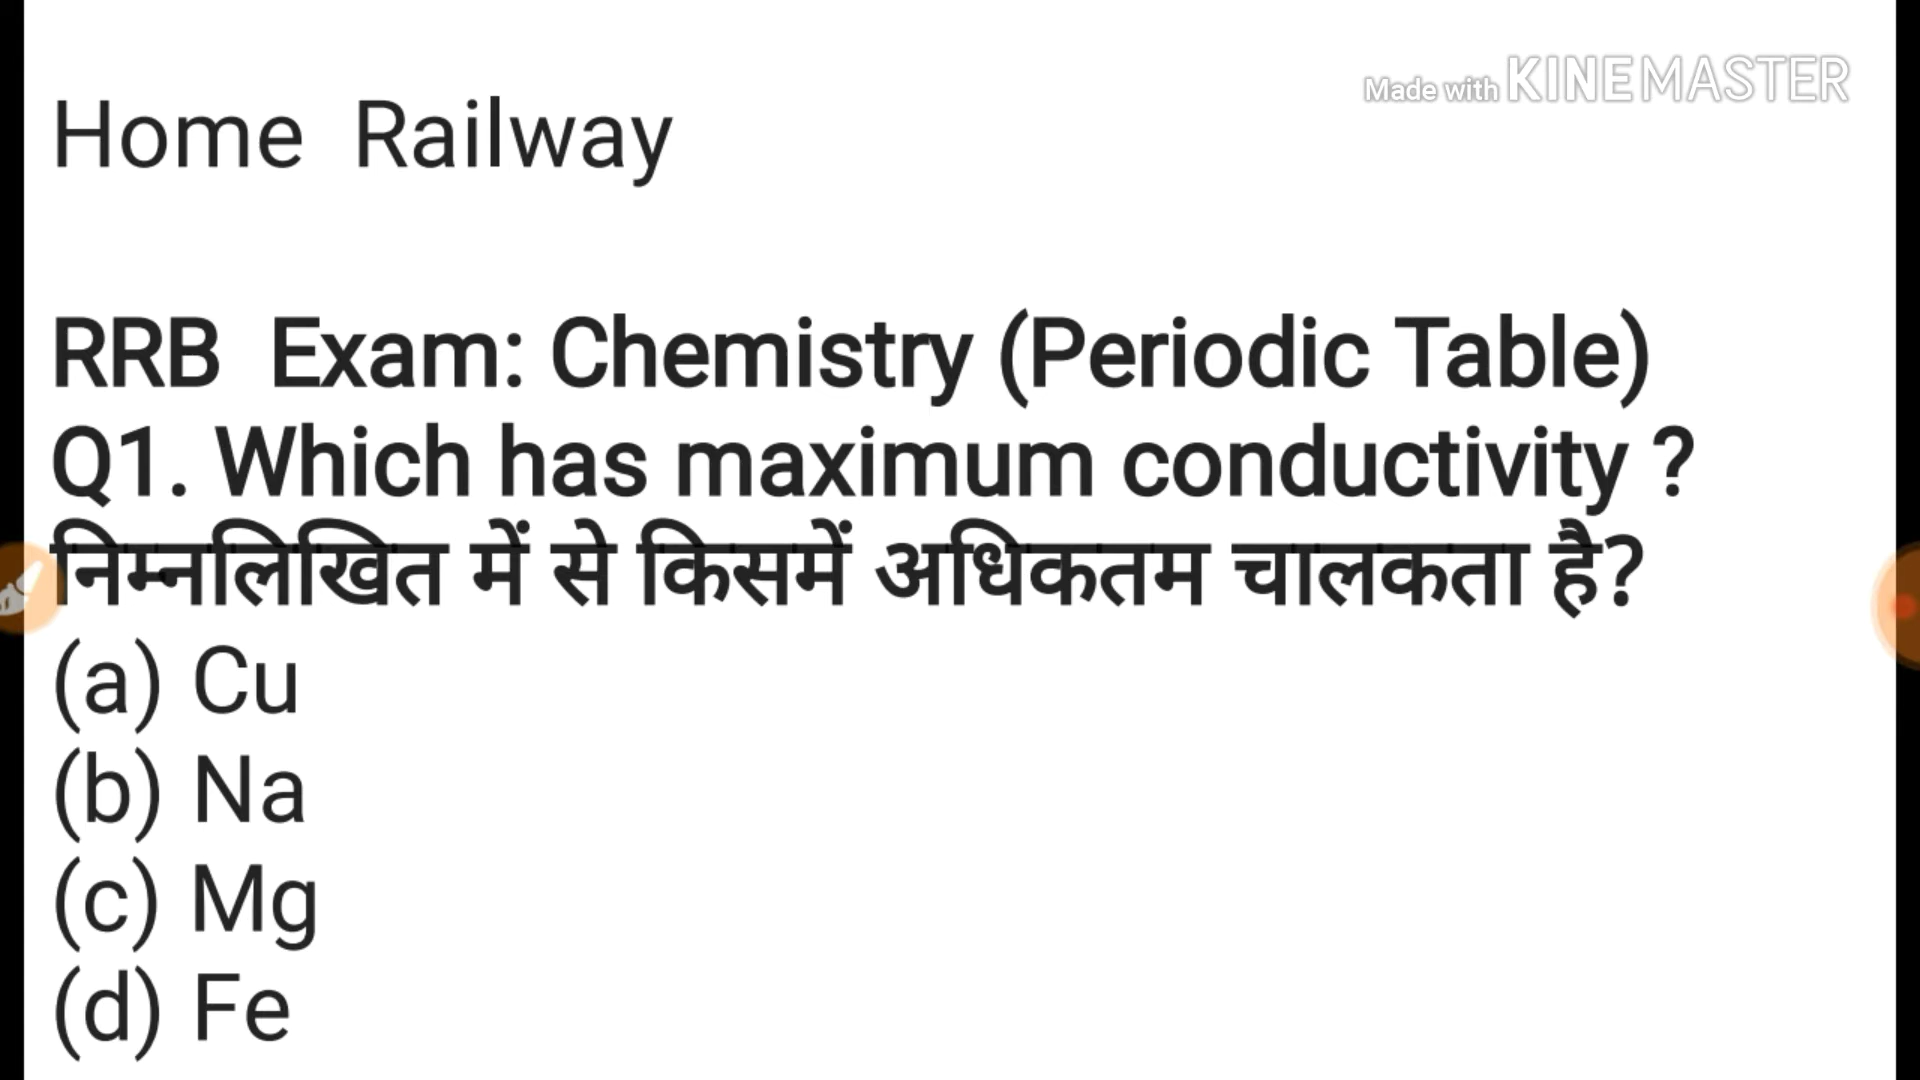 Made with KINEMASTER
Home Railway
RRB Exam: Chemistry (Periodic Table)
Q1. Which has maximum conductivity ?
निम्नलिखित में से किसमें अधिकतम चालकता है?
(a) Cu
(b) Na
(c) Mg
(d) Fe